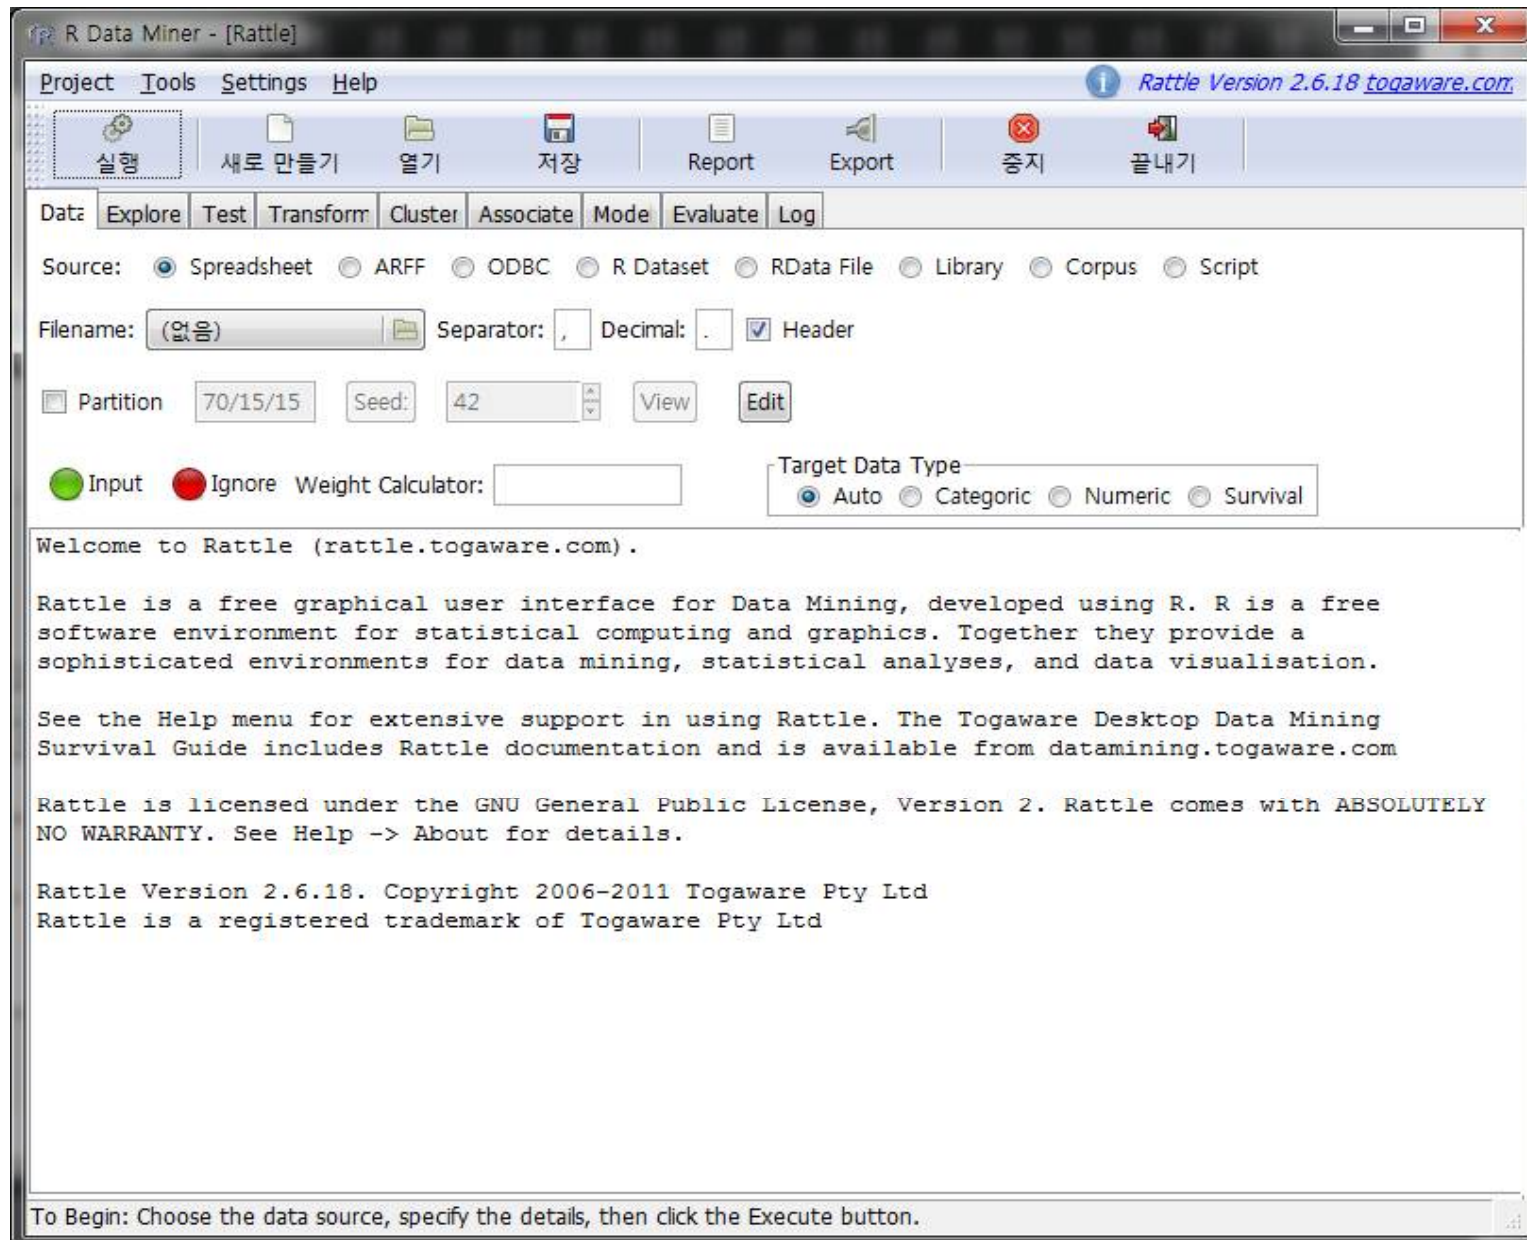 R Data Miner - [Rattle]
Project Tools Settings Help Rattle Version 2.6.18 togaware.com
실행 새로 만들기 열기 저장 Report Export 중지 끝내기
Data Explore Test Transform Cluster Associate Mode Evaluate Log
Source: Spreadsheet ARFF ODBC R Dataset RData File Library Corpus Script
Filename: (없음) Separator: , Decimal: . Header
Partition 70/15/15 Seed: 42 View Edit
Target Data Type
Input Ignore Weight Calculator: Auto Categoric Numeric Survival
Welcome to Rattle (rattle.togaware.com).
Rattle is a free graphical user interface for Data Mining, developed using R. R is a free
software environment for statistical computing and graphics. Together they provide a
sophisticated environments for data mining, statistical analyses, and data visualisation.
See the Help menu for extensive support in using Rattle. The Togaware Desktop Data Mining
Survival Guide includes Rattle documentation and is available from datamining.togaware.com
Rattle is licensed under the GNU General Public License, Version 2. Rattle comes with ABSOLUTELY
NO WARRANTY. See Help -> About for details.
Rattle Version 2.6.18. Copyright 2006-2011 Togaware Pty Ltd
Rattle is a registered trademark of Togaware Pty Ltd
To Begin: Choose the data source, specify the details, then click the Execute button.